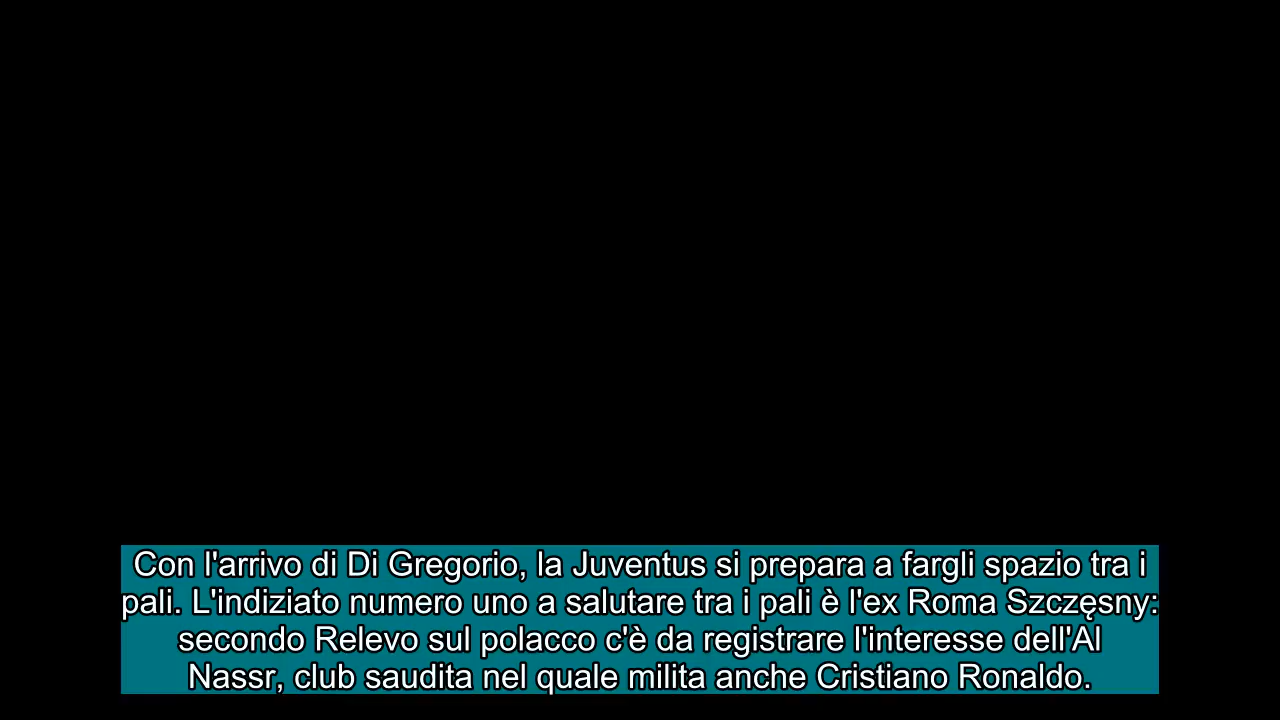 Con l'arrivo di Di Gregorio, la Juventus si prepara a fargli spazio tra i
pali. L'indiziato numero uno a salutare tra i pali è l'ex Roma Szczęsny:
secondo Relevo sul polacco c'è da registrare l'interesse dell'Al
Nassr, club saudita nel quale milita anche Cristiano Ronaldo.